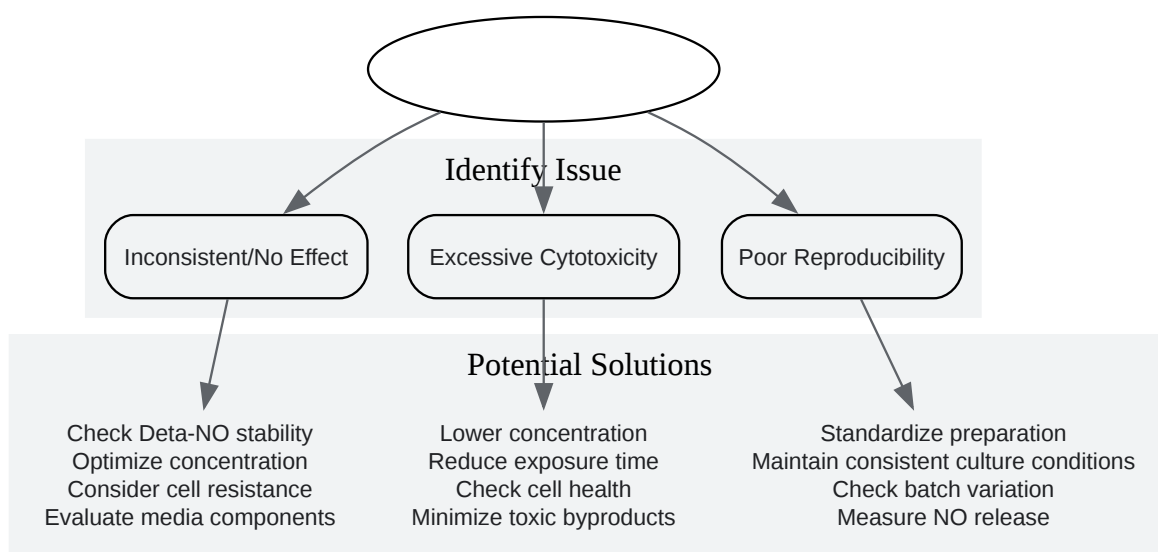 Identify Issue
Inconsistent/No Effect
Excessive Cytotoxicity
Poor Reproducibility
Potential Solutions
Check Deta-NO stability
Optimize concentration
Consider cell resistance
Evaluate media components
Lower concentration
Reduce exposure time
Check cell health
Minimize toxic byproducts
Standardize preparation
Maintain consistent culture conditions
Check batch variation
Measure NO release